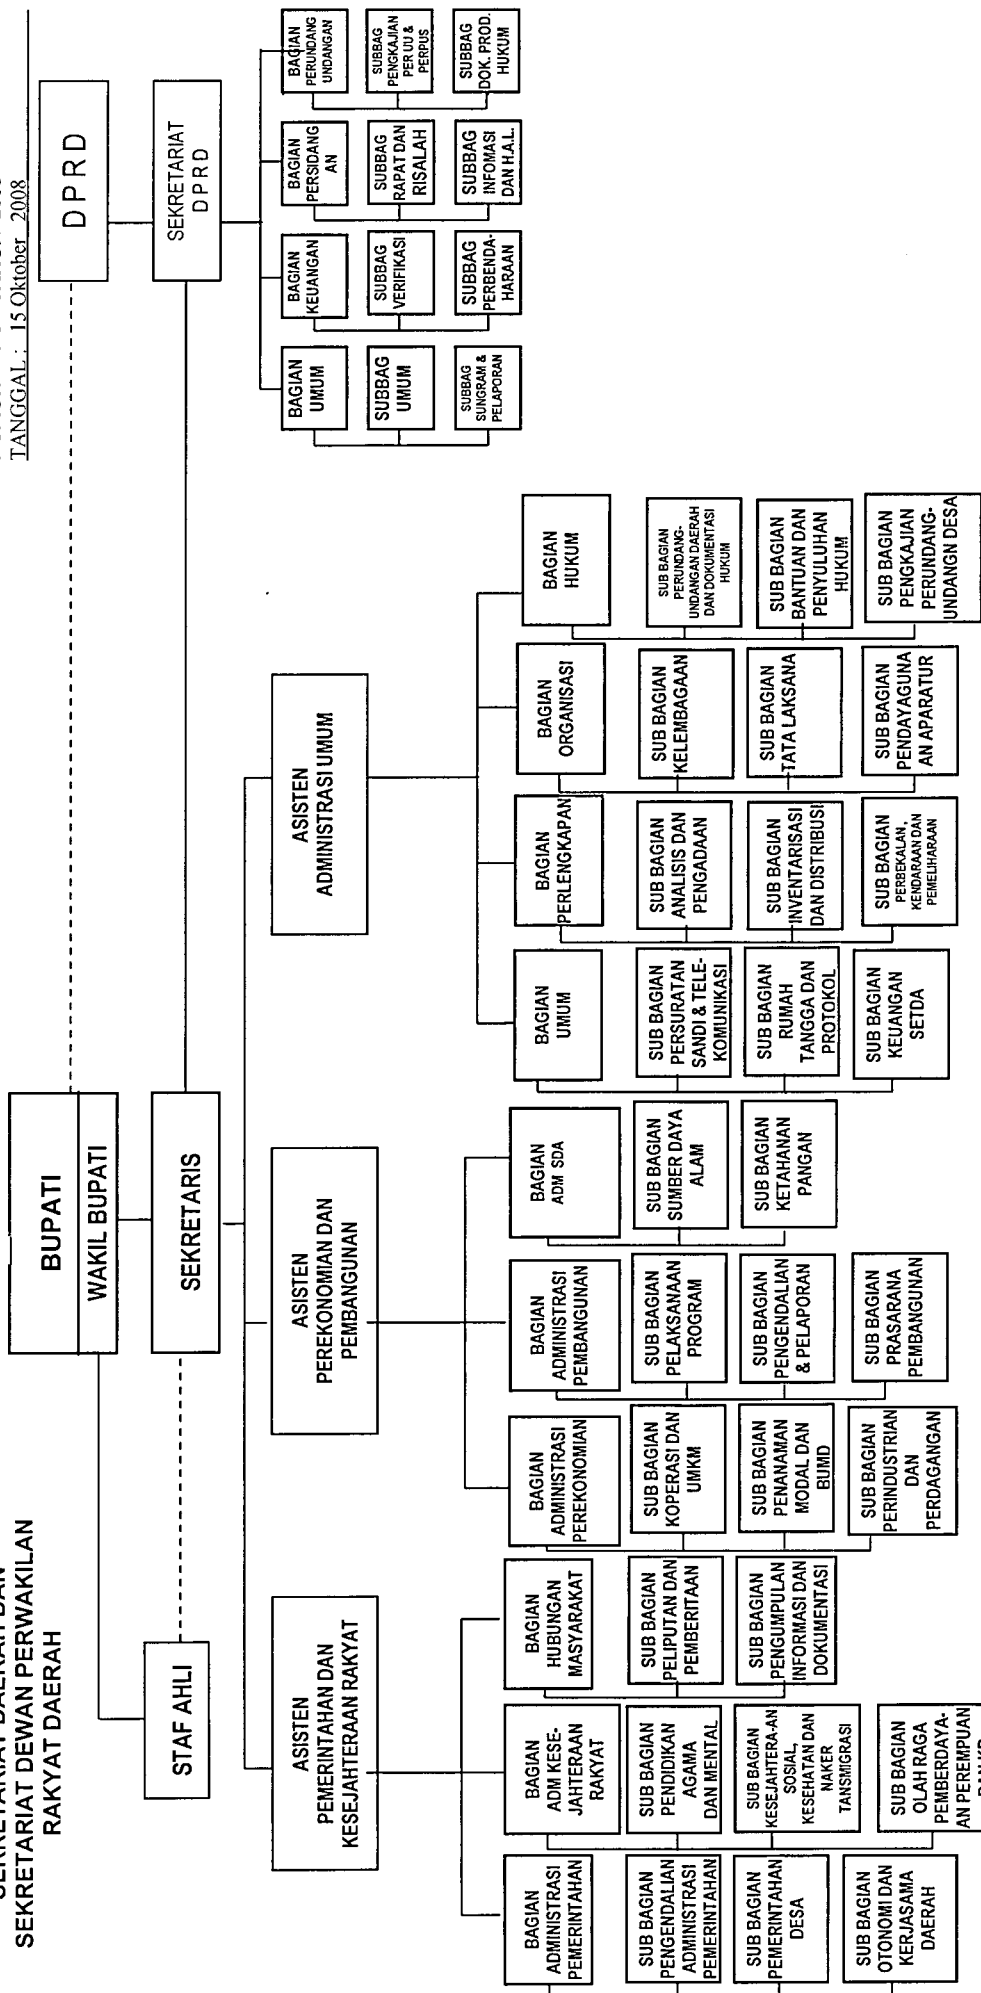 SEKRETARIAT DAERAH DAN
SEKRETARIAT DEWAN PERWAKILAN
RAKYAT DAERAH
TANGGAL : 15 Oktober 2008
BUPATI
WAKIL BUPATI
D P R D
STAF AHLI
SEKRETARIS
SEKRETARIAT
D P R D
ASISTEN
PEMERINTAHAN DAN
KESEJAHTERAAN RAKYAT
ASISTEN
PEREKONOMIAN DAN
PEMBANGUNAN
ASISTEN
ADMINISTRASI UMUM
BAGIAN
UMUM
SUBBAG
UMUM
SUBBAG
SUNGRAM &
PELAPORAN
BAGIAN
KEUANGAN
SUBBAG
VERIFIKASI
SUBBAG
PERBENDA-
HARAAN
BAGIAN
PERSIDANG
AN
SUBBAG
RAPAT DAN
RISALAH
SUBBAG
INFOMASI
DAN H.A.L.
BAGIAN
PERUNDANG
UNDANGAN
SUBBAG
PENGKAJIAN
PER UU &
PERPUS
SUBBAG
DOK. PROD.
HUKUM
BAGIAN
ADMINISTRASI
PEMERINTAHAN
SUB BAGIAN
PENGENDALIAN
ADMINISTRASI
PEMERINTAHAN
SUB BAGIAN
PEMERINTAHAN
DESA
SUB BAGIAN
OTONOMI DAN
KERJASAMA
DAERAH
BAGIAN
ADM KESE-
JAHTERAAN
RAKYAT
SUB BAGIAN
PENDIDIKAN
AGAMA
DAN MENTAL
SUB BAGIAN
KESEJAHTERA-AN
SOSIAL,
KESEHATAN DAN
NAKER
TANSMIGRASI
SUB BAGIAN
OLAH RAGA
PEMBERDAYA-
AN PEREMPUAN
BAGIAN
HUBUNGAN
MASYARAKAT
SUB BAGIAN
PELIPUTAN DAN
PEMBERITAAN
SUB BAGIAN
PENGUMPULAN
INFORMASI DAN
DOKUMENTASI
BAGIAN
ADMINISTRASI
PEREKONOMIAN
SUB BAGIAN
KOPERASI DAN
UMKM
SUB BAGIAN
PENANAMAN
MODAL DAN
BUMD
SUB BAGIAN
PERINDUSTRIAN
DAN
PERDAGANGAN
BAGIAN
ADMINISTRASI
PEMBANGUNAN
SUB BAGIAN
PELAKSANAAN
PROGRAM
SUB BAGIAN
PENGENDALIAN
& PELAPORAN
SUB BAGIAN
PRASARANA
PEMBANGUNAN
BAGIAN
ADM SDA
SUB BAGIAN
SUMBER DAYA
ALAM
SUB BAGIAN
KETAHANAN
PANGAN
BAGIAN
UMUM
SUB BAGIAN
PERSURATAN
SANDI & TELE-
KOMUNIKASI
SUB BAGIAN
RUMAH
TANGGA DAN
PROTOKOL
SUB BAGIAN
KEUANGAN
SETDA
BAGIAN
PERLENGKAPAN
SUB BAGIAN
ANALISIS DAN
PENGADAAN
SUB BAGIAN
INVENTARISASI
DAN DISTRIBUSI
SUB BAGIAN
PERBEKALAN,
KENDARAAN DAN
PEMELIHARAAN
BAGIAN
ORGANISASI
SUB BAGIAN
KELEMBAGAAN
SUB BAGIAN
TATA LAKSANA
SUB BAGIAN
PENDAYAGUNA
AN APARATUR
BAGIAN
HUKUM
SUB BAGIAN
PERUNDANG-
UNDANGAN DAERAH
DAN DOKUMENTASI
HUKUM
SUB BAGIAN
BANTUAN DAN
PENYULUHAN
HUKUM
SUB BAGIAN
PENGKAJIAN
PERUNDANG-
UNDANGN DESA